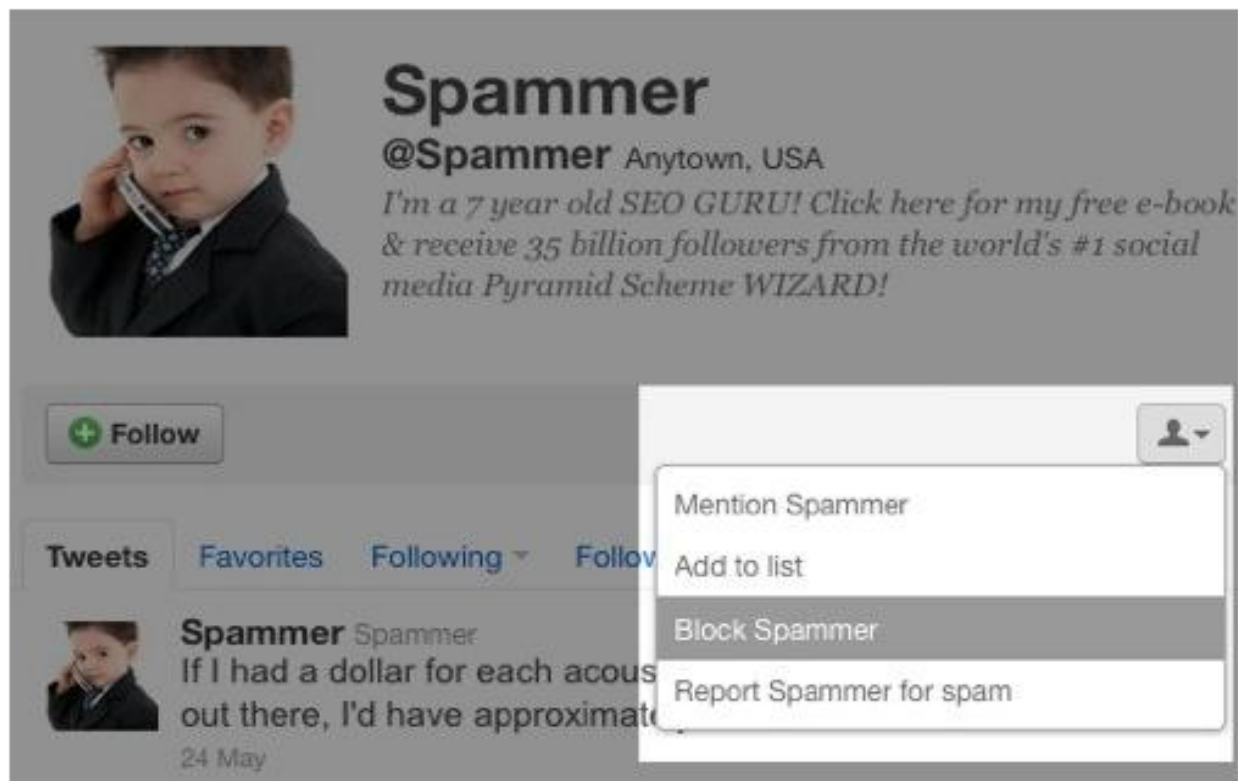 Spammer
@Spammer Anytown, USA
I'm a 7 year old SEO GURU! Click here for my free e-book
& receive 35 billion followers from the world's #1 social
media Pyramid Scheme WIZARD!
Follow
Mention Spammer
Add to list
Block Spammer
Report Spammer for spam
Tweets Favorites Following
Spammer Spammer
If I had a dollar for each
out there, I'd have
24 May